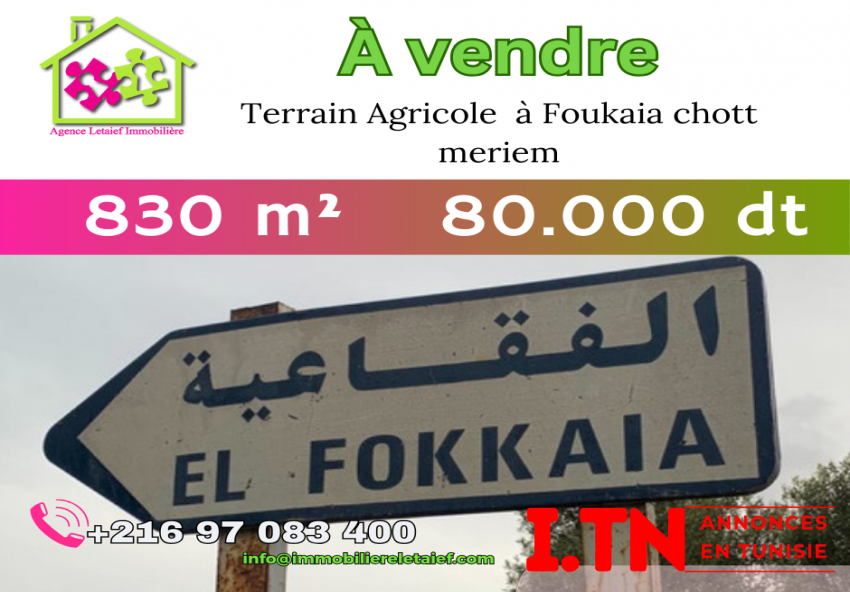 À vendre
Agence Letaief Immobilière
Terrain Agricole à Foukaia chott
meriem
830 m² 80.000 dt
الفقاعية
EL FOKKAIA
+216 97 083 400
info@immobiliereletaief.com
I.TN ANNONCES
EN TUNISIE